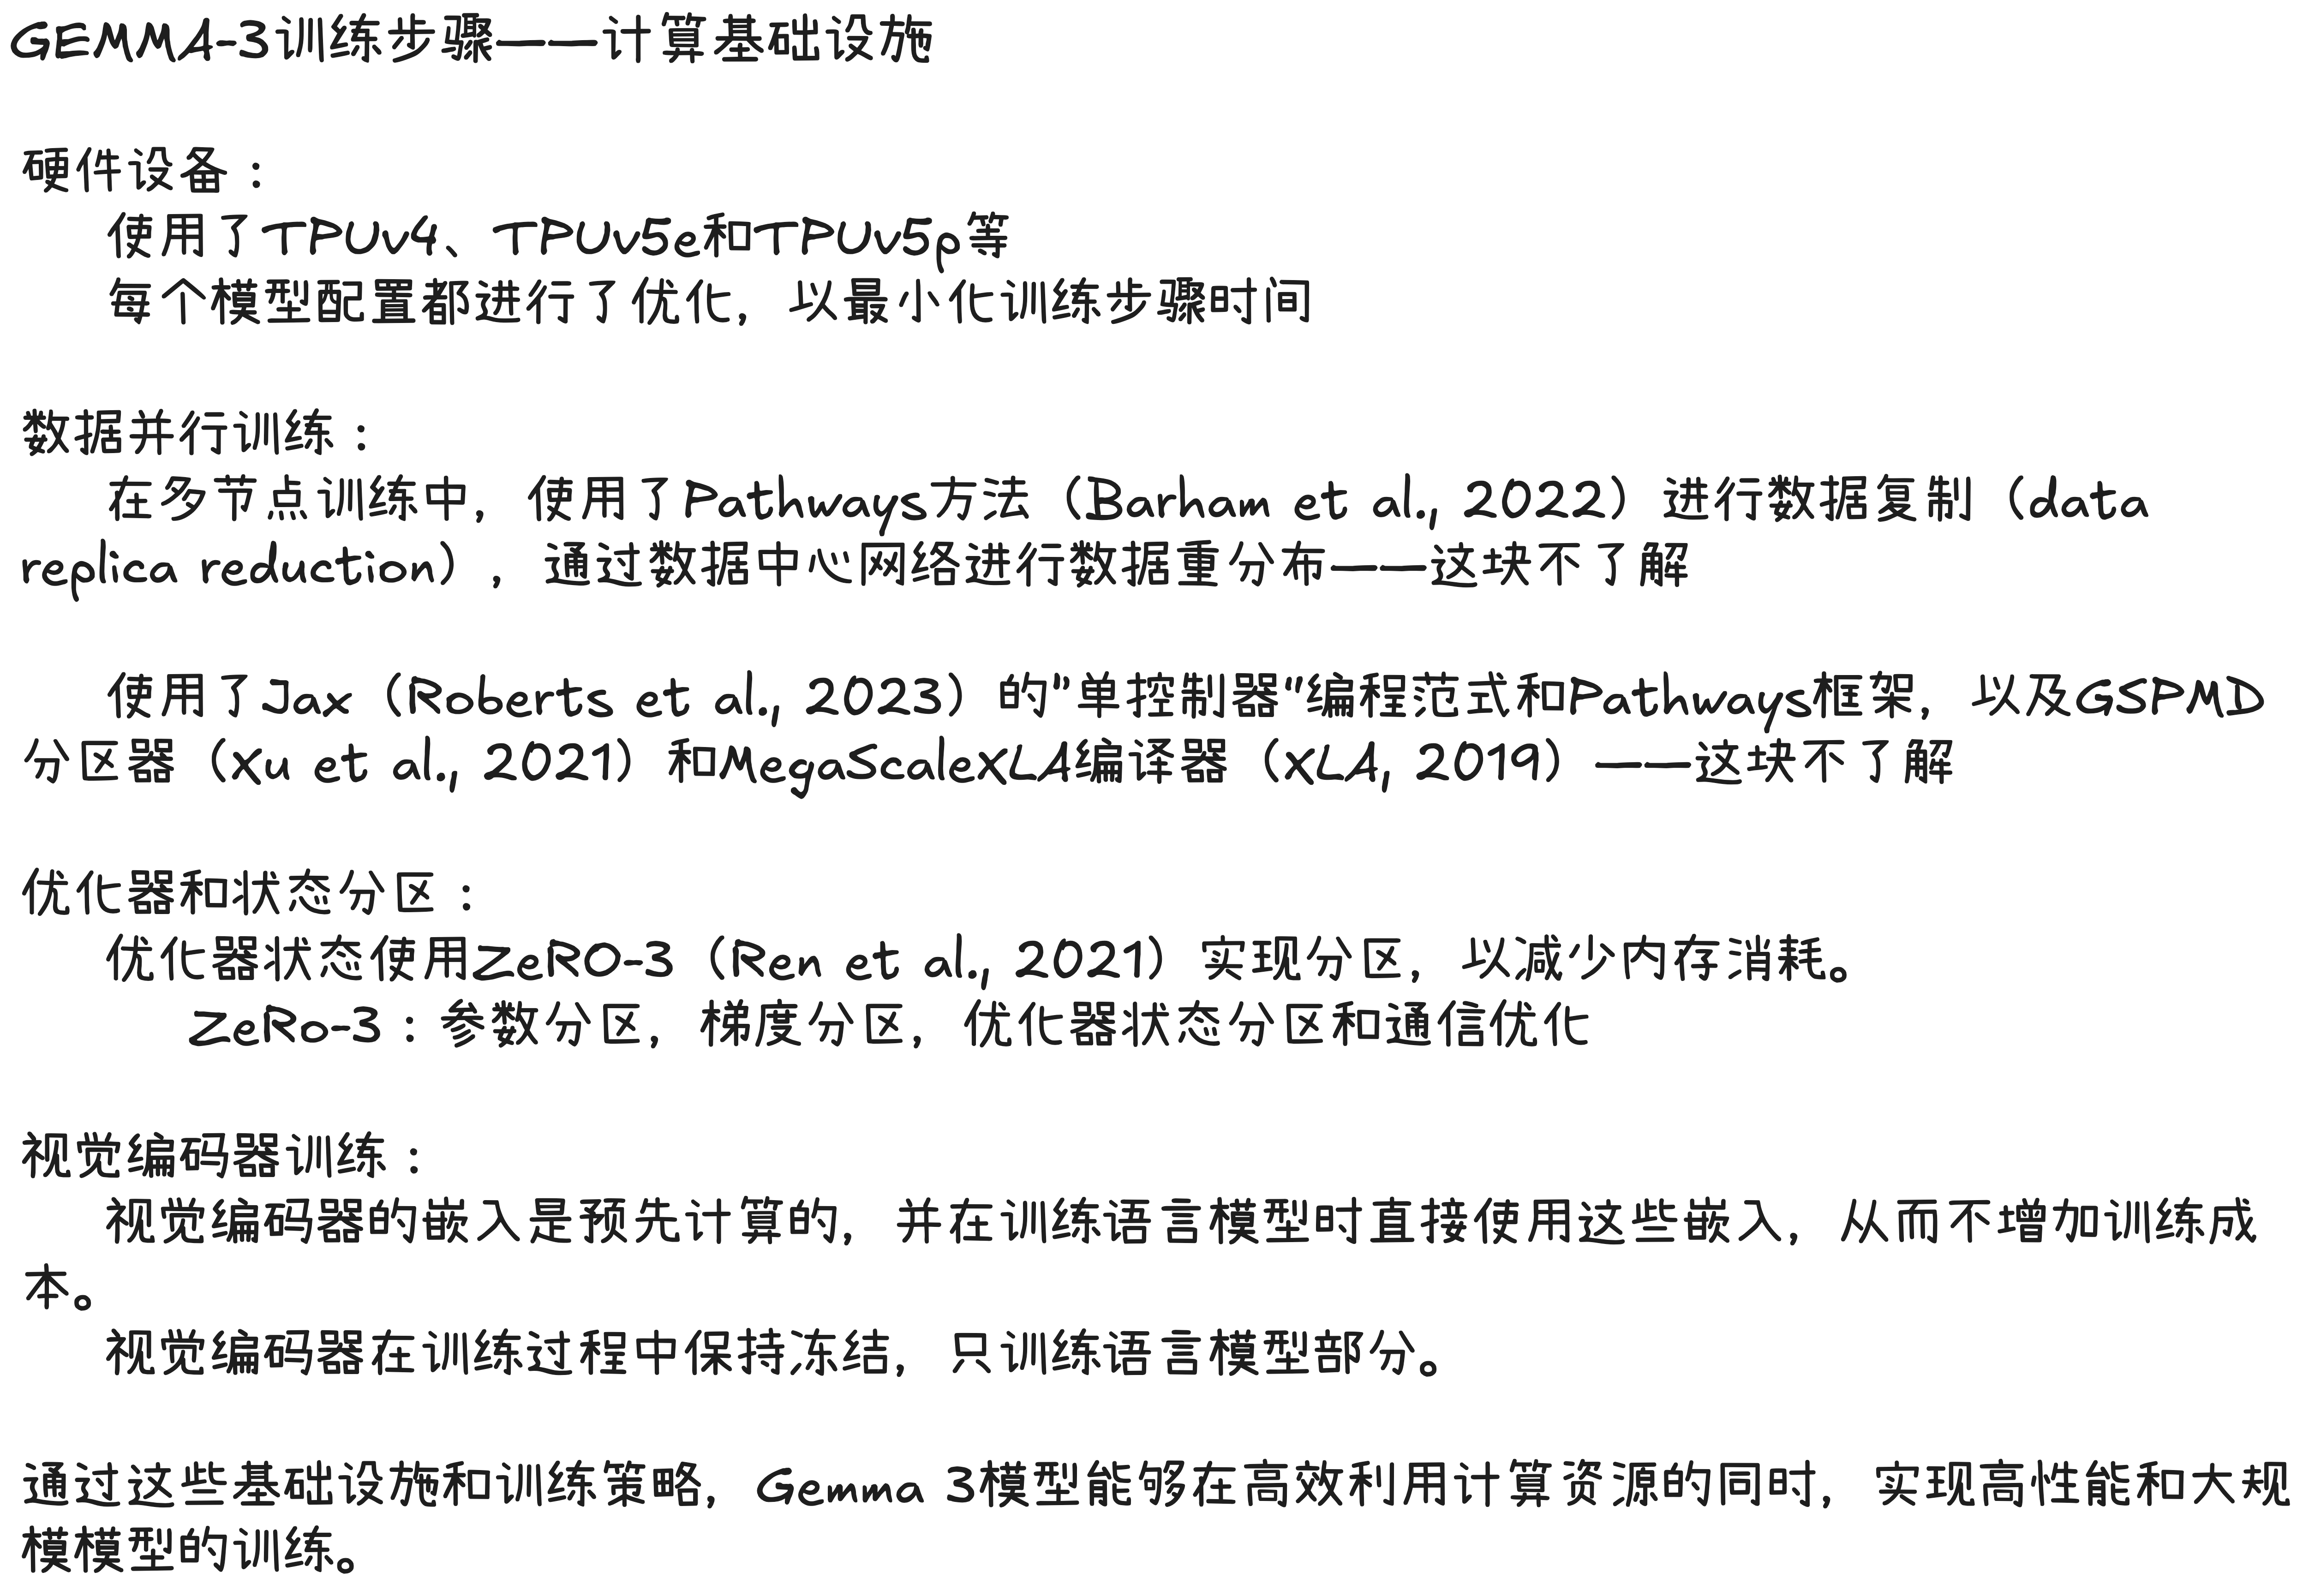 GEMMA-3训练步骤——计算基础设施
硬件设备：
使用了TPUv4、TPUv5e和TPUv5p等
每个模型配置都进行了优化，以最小化训练步骤时间
数据并行训练：
在多节点训练中，使用了Pathways方法（Barham et al., 2022）进行数据复制（data
replica reduction），通过数据中心网络进行数据重分布——这块不了解
使用了Jax（Roberts et al., 2023）的"单控制器"编程范式和Pathways框架，以及GSPMD
分区器（Xu et al., 2021）和MegaScaleXLA编译器（XLA, 2019）——这块不了解
优化器和状态分区：
优化器状态使用ZeRO-3（Ren et al., 2021）实现分区，以减少内存消耗。
ZeRo-3：参数分区，梯度分区，优化器状态分区和通信优化
视觉编码器训练：
视觉编码器的嵌入是预先计算的，并在训练语言模型时直接使用这些嵌入，从而不增加训练成
本。
视觉编码器在训练过程中保持冻结，只训练语言模型部分。
通过这些基础设施和训练策略，Gemma 3模型能够在高效利用计算资源的同时，实现高性能和大规
模模型的训练。